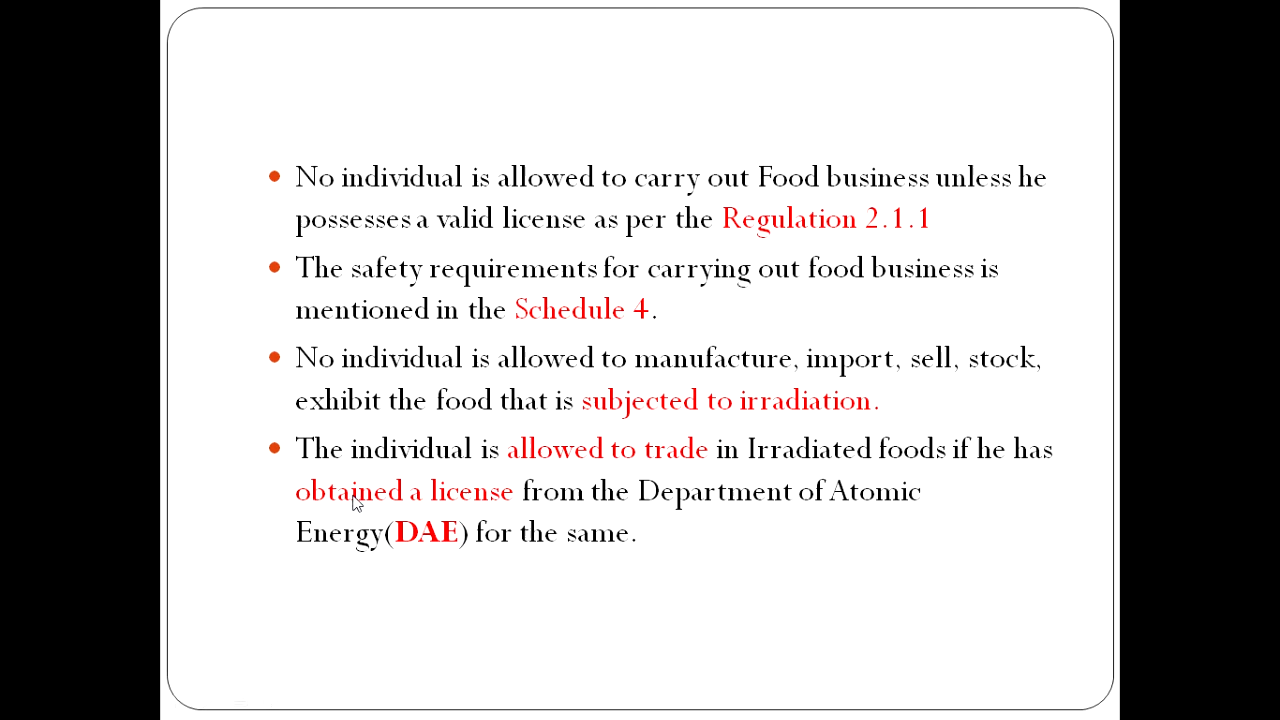 No individual is allowed to carry out Food business unless he
possesses a valid license as per the Regulation 2.1.1
The safety requirements for carrying out food business is
mentioned in the Schedule 4.
No individual is allowed to manufacture, import, sell, stock,
exhibit the food that is subjected to irradiation.
The individual is allowed to trade in Irradiated foods if he has
obtained a license from the Department of Atomic
Energy(DAE) for the same.